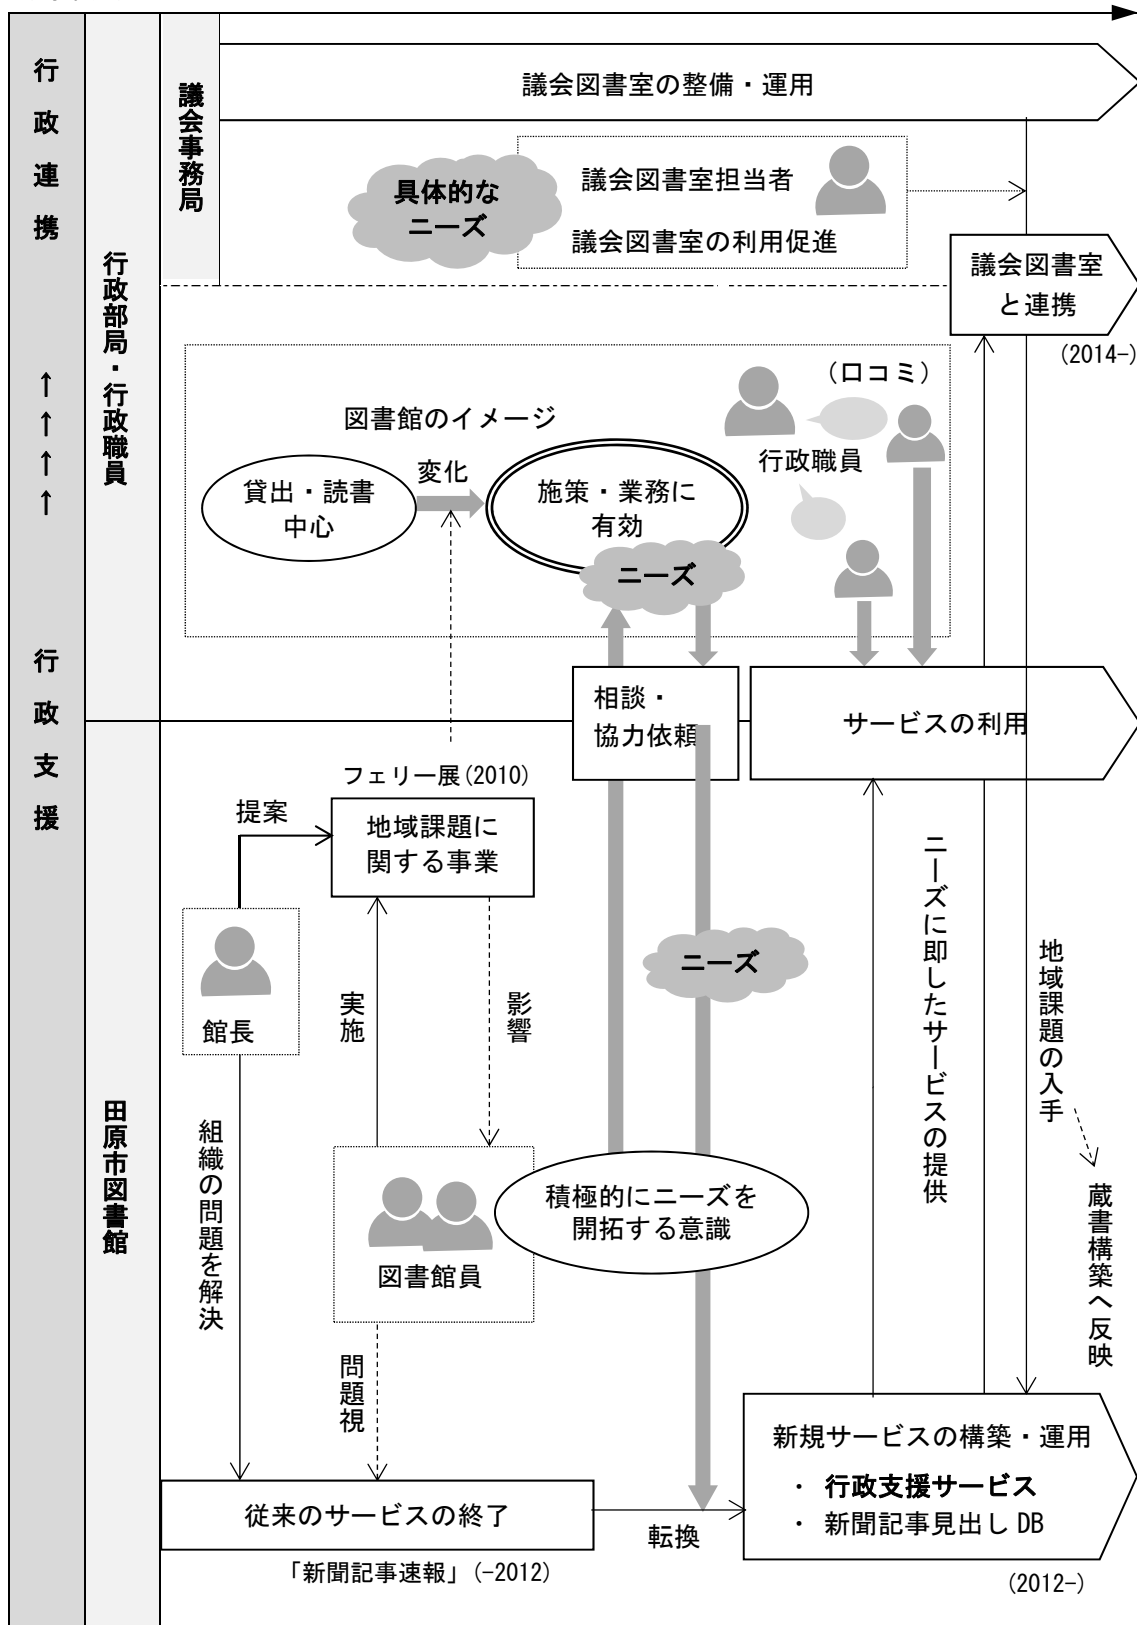 行政連携
↑
↑
↑
↑
行政支援
行政部局・行政職員
田原市図書館
議会事務局
議会図書室の整備・運用
具体的な
ニーズ
議会図書室担当者
議会図書室の利用促進
議会図書室
と連携
(2014-)
図書館のイメージ
貸出・読書
中心
変化
施策・業務に
有効
ニーズ
(口コミ)
行政職員
相談・
協力依頼
サービスの利用
フェリー展(2010)
提案
地域課題に
関する事業
館長
実施
影響
ニーズ
ニーズに即したサービスの提供
地域課題の入手
蔵書構築へ反映
組織の問題を解決
図書館員
積極的にニーズを
開拓する意識
問題視
従来のサービスの終了
「新聞記事速報」(-2012)
転換
新規サービスの構築・運用
・ 行政支援サービス
・ 新聞記事見出し DB
(2012-)